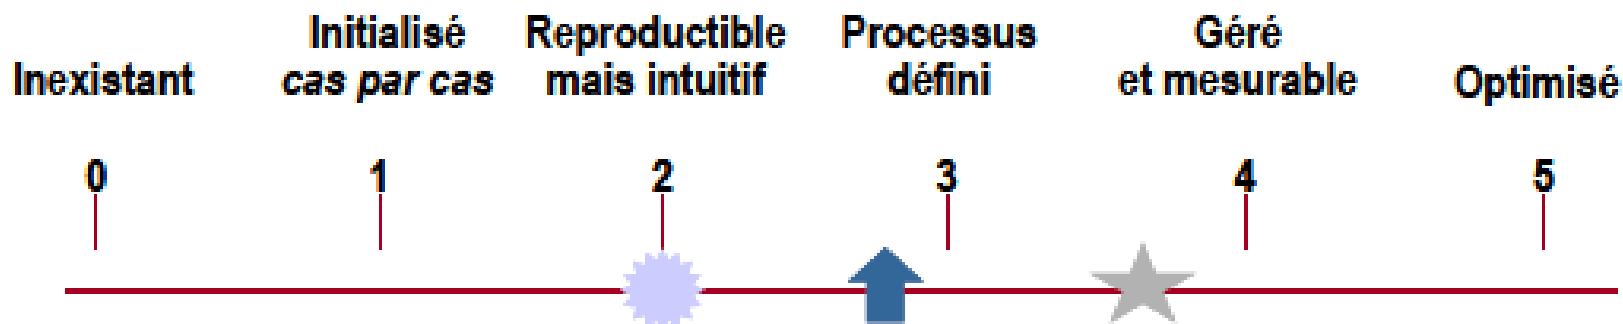 Inexistant
Initialisé
cas par cas
Reproductible
mais intuitif
Processus
défini
Géré
et mesurable
Optimisé
0 1 2 3 4 5